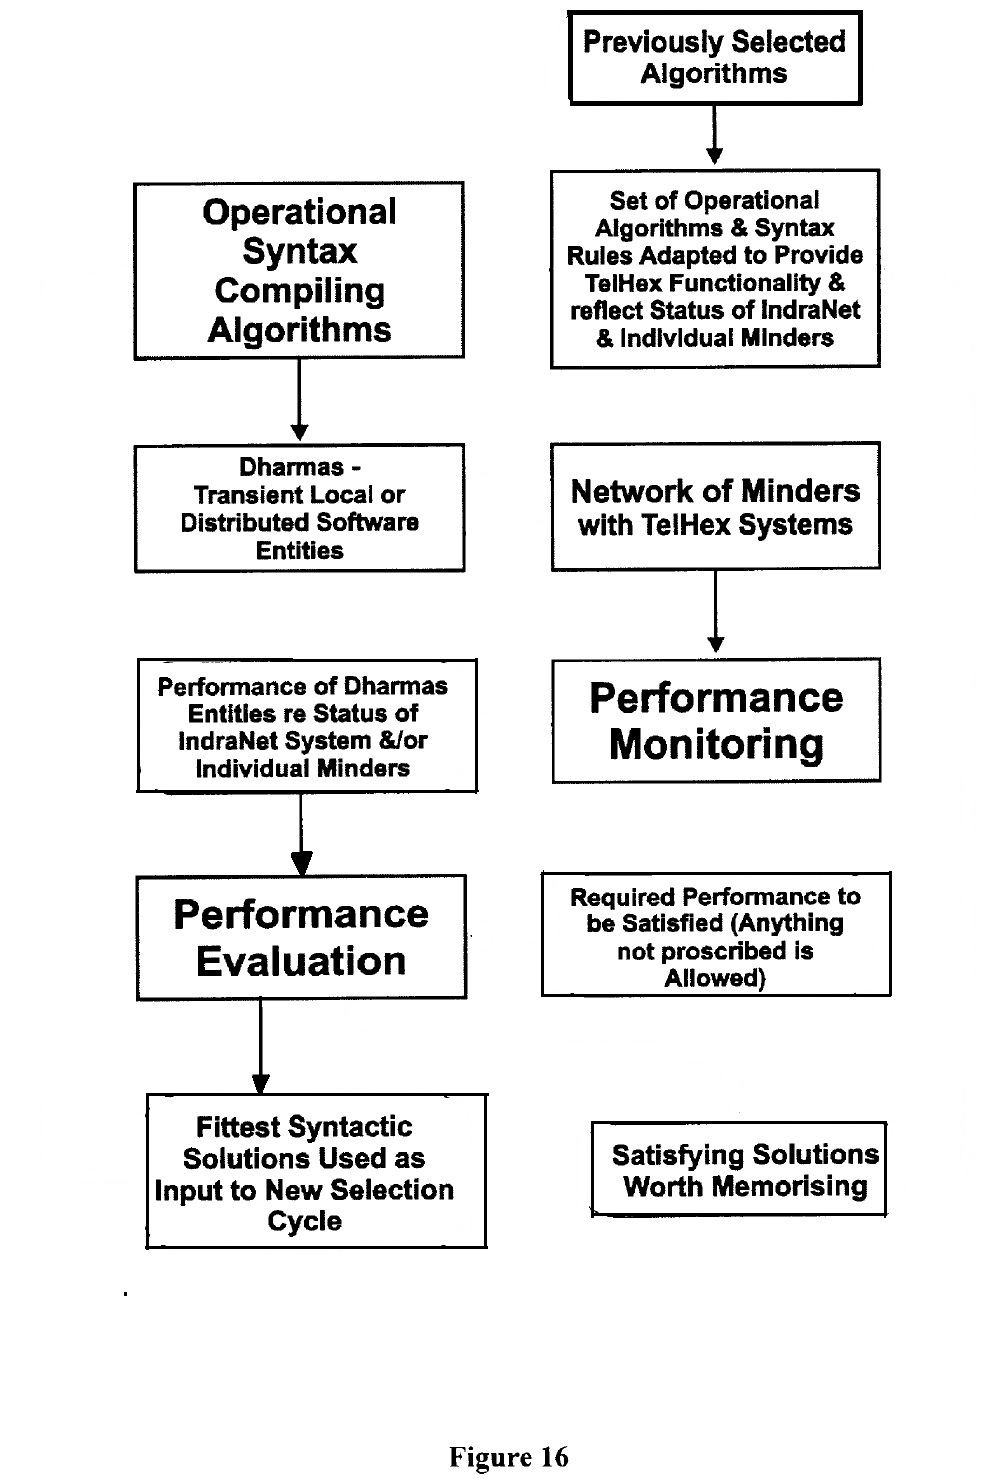 Previously Selected
Algorithms
Operational
Syntax
Compiling
Algorithms
Set of Operational
Algorithms & Syntax
Rules Adapted to Provide
TelHex Functionality &
reflect Status of IndraNet
& Individual Minders
Dharmas -
Transient Local or
Distributed Software
Entities
Network of Minders
with TelHex Systems
Performance of Dharmas
Entities re Status of
IndraNet System &/or
Individual Minders
Performance
Monitoring
Performance
Evaluation
Required Performance to
be Satisfied (Anything
not proscribed is
Allowed)
Fittest Syntactic
Solutions Used as
Input to New Selection
Cycle
Satisfying Solutions
Worth Memorising
Figure 16